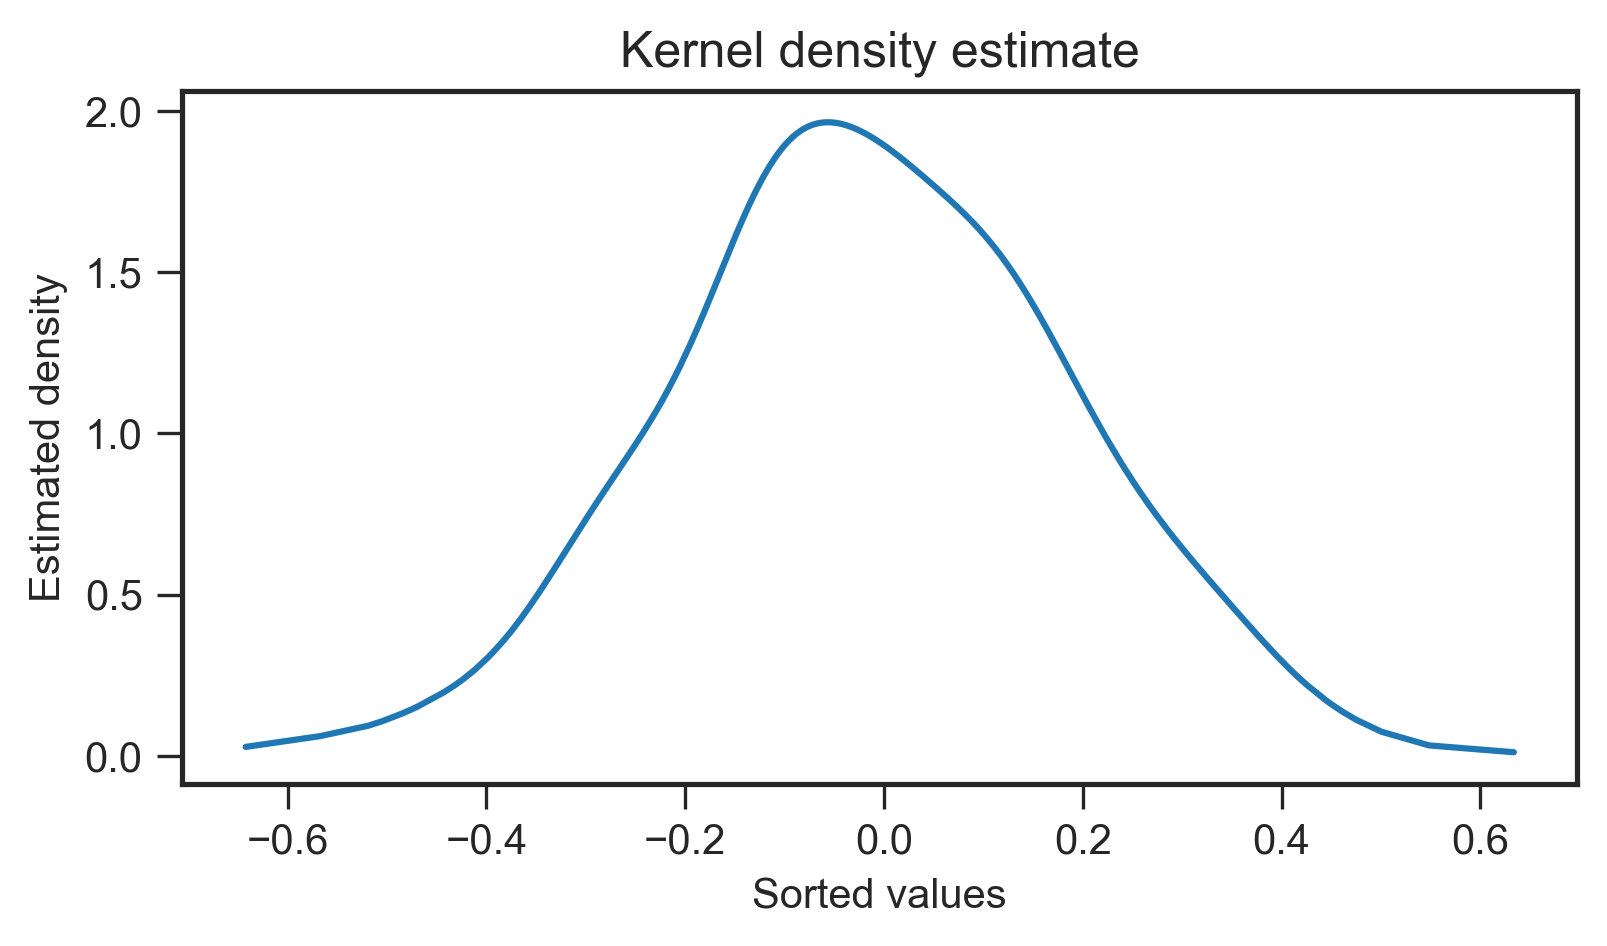 Kernel density estimate
2.0
1.5
1.0
0.5
0.0
Estimated density
−0.6 −0.4 −0.2 0.0 0.2 0.4 0.6
Sorted values